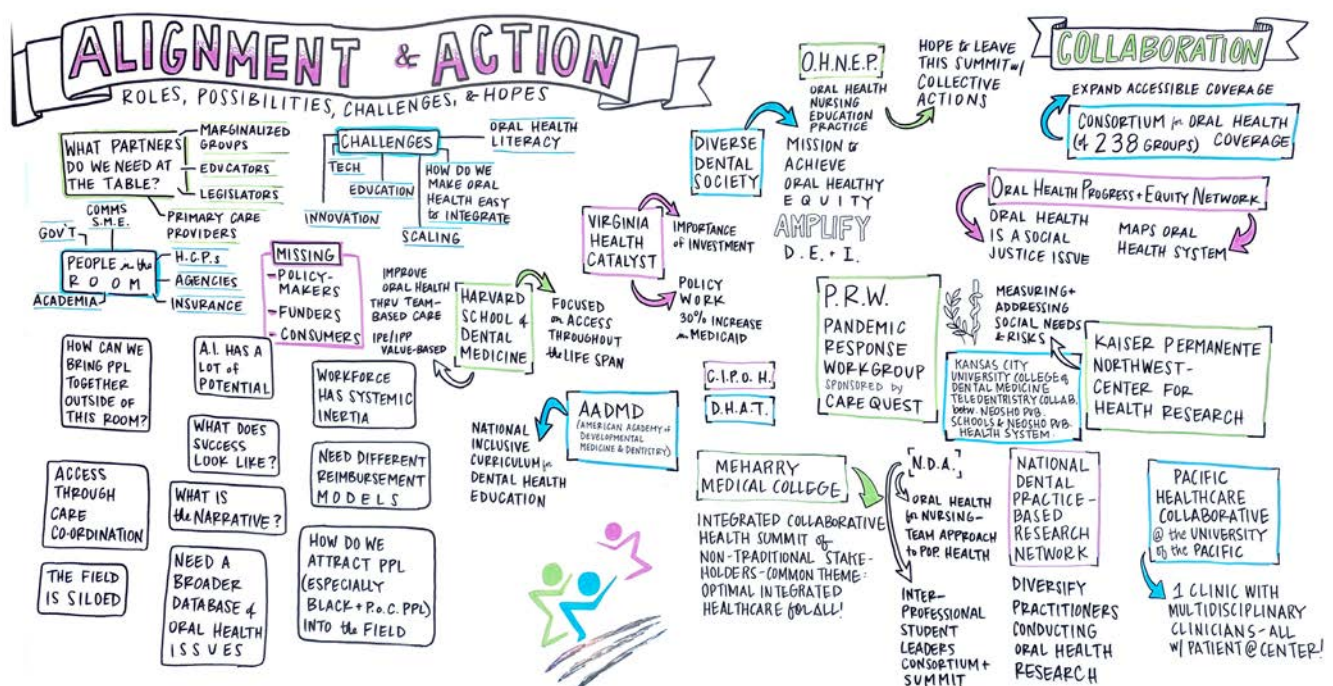 ALIGNMENT & ACTION
ROLES, POSSIBILITIES, CHALLENGES, & HOPES
WHAT PARTNERS
DO WE NEED AT
THE TABLE?
MARGINALIZED
GROUPS
EDUCATORS
LEGISLATORS
PRIMARY CARE
PROVIDERS
CHALLENGES
ORAL HEALTH
LITERACY
TECH
EDUCATION
INNOVATION
HOW DO WE
MAKE ORAL
HEALTH EASY
to INTEGRATE
SCALING
COMMS
S.M.E.
GOV'T
PEOPLE in the
ROOM
ACADEMIA
H.C.P.s
AGENCIES
INSURANCE
MISSING
-POLICY-
MAKERS
-FUNDERS
-CONSUMERS
IMPROVE
ORAL HEALTH
THRU TEAM-
BASED CARE
IPE/IPP
VALUE-BASED
HARVARD
SCHOOL of
DENTAL
MEDICINE
FOCUSED
on ACCESS
THROUGHOUT
the LIFE SPAN
HOW CAN WE
BRING PPL
TOGETHER
OUTSIDE OF
THIS ROOM?
A.I. HAS A
LOT of
POTENTIAL
WORKFORCE
HAS SYSTEMIC
INERTIA
WHAT DOES
SUCCESS
LOOK LIKE?
ACCESS
THROUGH
CARE
CO-ORDINATION
WHAT IS
the NARRATIVE?
NEED DIFFERENT
REIMBURSEMENT
MODELS
THE FIELD
IS SILOED
NEED A
BROADER
DATABASE of
ORAL HEALTH
ISSUES
HOW DO WE
ATTRACT PPL
(ESPECIALLY
BLACK + P.o.C. PPL)
INTO the FIELD
NATIONAL
INCLUSIVE
CURRICULUM for
DENTAL HEALTH
EDUCATION
AADMD
(AMERICAN ACADEMY of
DEVELOPMENTAL
MEDICINE & DENTISTRY)
VIRGINIA
HEALTH
CATALYST
IMPORTANCE
of INVESTMENT
POLICY
WORK
30% INCREASE
in MEDICAID
DIVERSE
DENTAL
SOCIETY
O.H.N.E.P.
ORAL HEALTH
NURSING
EDUCATION
PRACTICE
MISSION to
ACHIEVE
ORAL HEALTHY
EQUITY
AMPLIFY
D.E.+I.
HOPE to LEAVE
THIS SUMMIT w/
COLLECTIVE
ACTIONS
C.I.P.O.H.
D.H.A.T.
P.R.W.
PANDEMIC
RESPONSE
WORKGROUP
SPONSORED by
CARE QUEST
COLLABORATION
EXPAND ACCESSIBLE COVERAGE
CONSORTIUM for ORAL HEALTH
(of 238 GROUPS) COVERAGE
ORAL HEALTH PROGRESS + EQUITY NETWORK
ORAL HEALTH
IS A SOCIAL
JUSTICE ISSUE
MAPS ORAL
HEALTH SYSTEM
MEASURING +
ADDRESSING
SOCIAL NEEDS
& RISKS
KAISER PERMANENTE
NORTHWEST-
CENTER FOR
HEALTH RESEARCH
KANSAS CITY
UNIVERSITY COLLEGE of
DENTAL MEDICINE
TELEDENTRISTRY COLLAB.
betw. NEOSHO PUB.
SCHOOLS & NEOSHO PUB.
HEALTH SYSTEM.
MEHARRY
MEDICAL COLLEGE
INTEGRATED COLLABORATIVE
HEALTH SUMMIT of
NON-TRADITIONAL STAKE-
HOLDERS-COMMON THEME:
OPTIMAL INTEGRATED
HEALTHCARE for ALL!
N.D.A.
ORAL HEALTH
for NURSING-
TEAM APPROACH
to POP. HEALTH
INTER-
PROFESSIONAL
STUDENT
LEADERS
CONSORTIUM +
SUMMIT
NATIONAL
DENTAL
PRACTICE-
BASED
RESEARCH
NETWORK
DIVERSIFY
PRACTITIONERS
CONDUCTING
ORAL HEALTH
RESEARCH
PACIFIC
HEALTHCARE
COLLABORATIVE
@ the UNIVERSITY
of the PACIFIC
1 CLINIC WITH
MULTIDISCIPLINARY
CLINICIANS-ALL
W/ PATIENT @ CENTER!